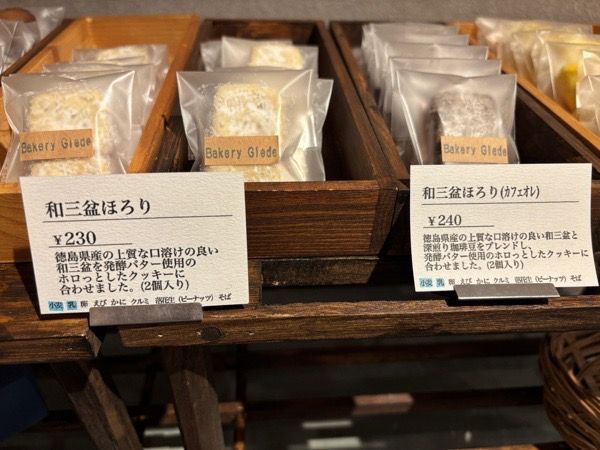 Bakery Glede
Bakery Glede
Bakery Glede
和三盆ほろり
¥230
徳島県産の上質な口溶けの良い
和三盆を発酵バター使用の
ホロっとしたクッキーに
合わせました。(2個入り)
小麦 乳 卵 えび かに クルミ 落花生(ピーナッツ) そば
和三盆ほろり(カフェオレ)
¥240
徳島県産の上質な口溶けの良い和三盆と
深煎り珈琲豆をブレンドし、
発酵バター使用のホロっとしたクッキーに
合わせました。(2個入り)
小麦 乳 卵 えび かに クルミ 落花生(ピーナッツ) そば